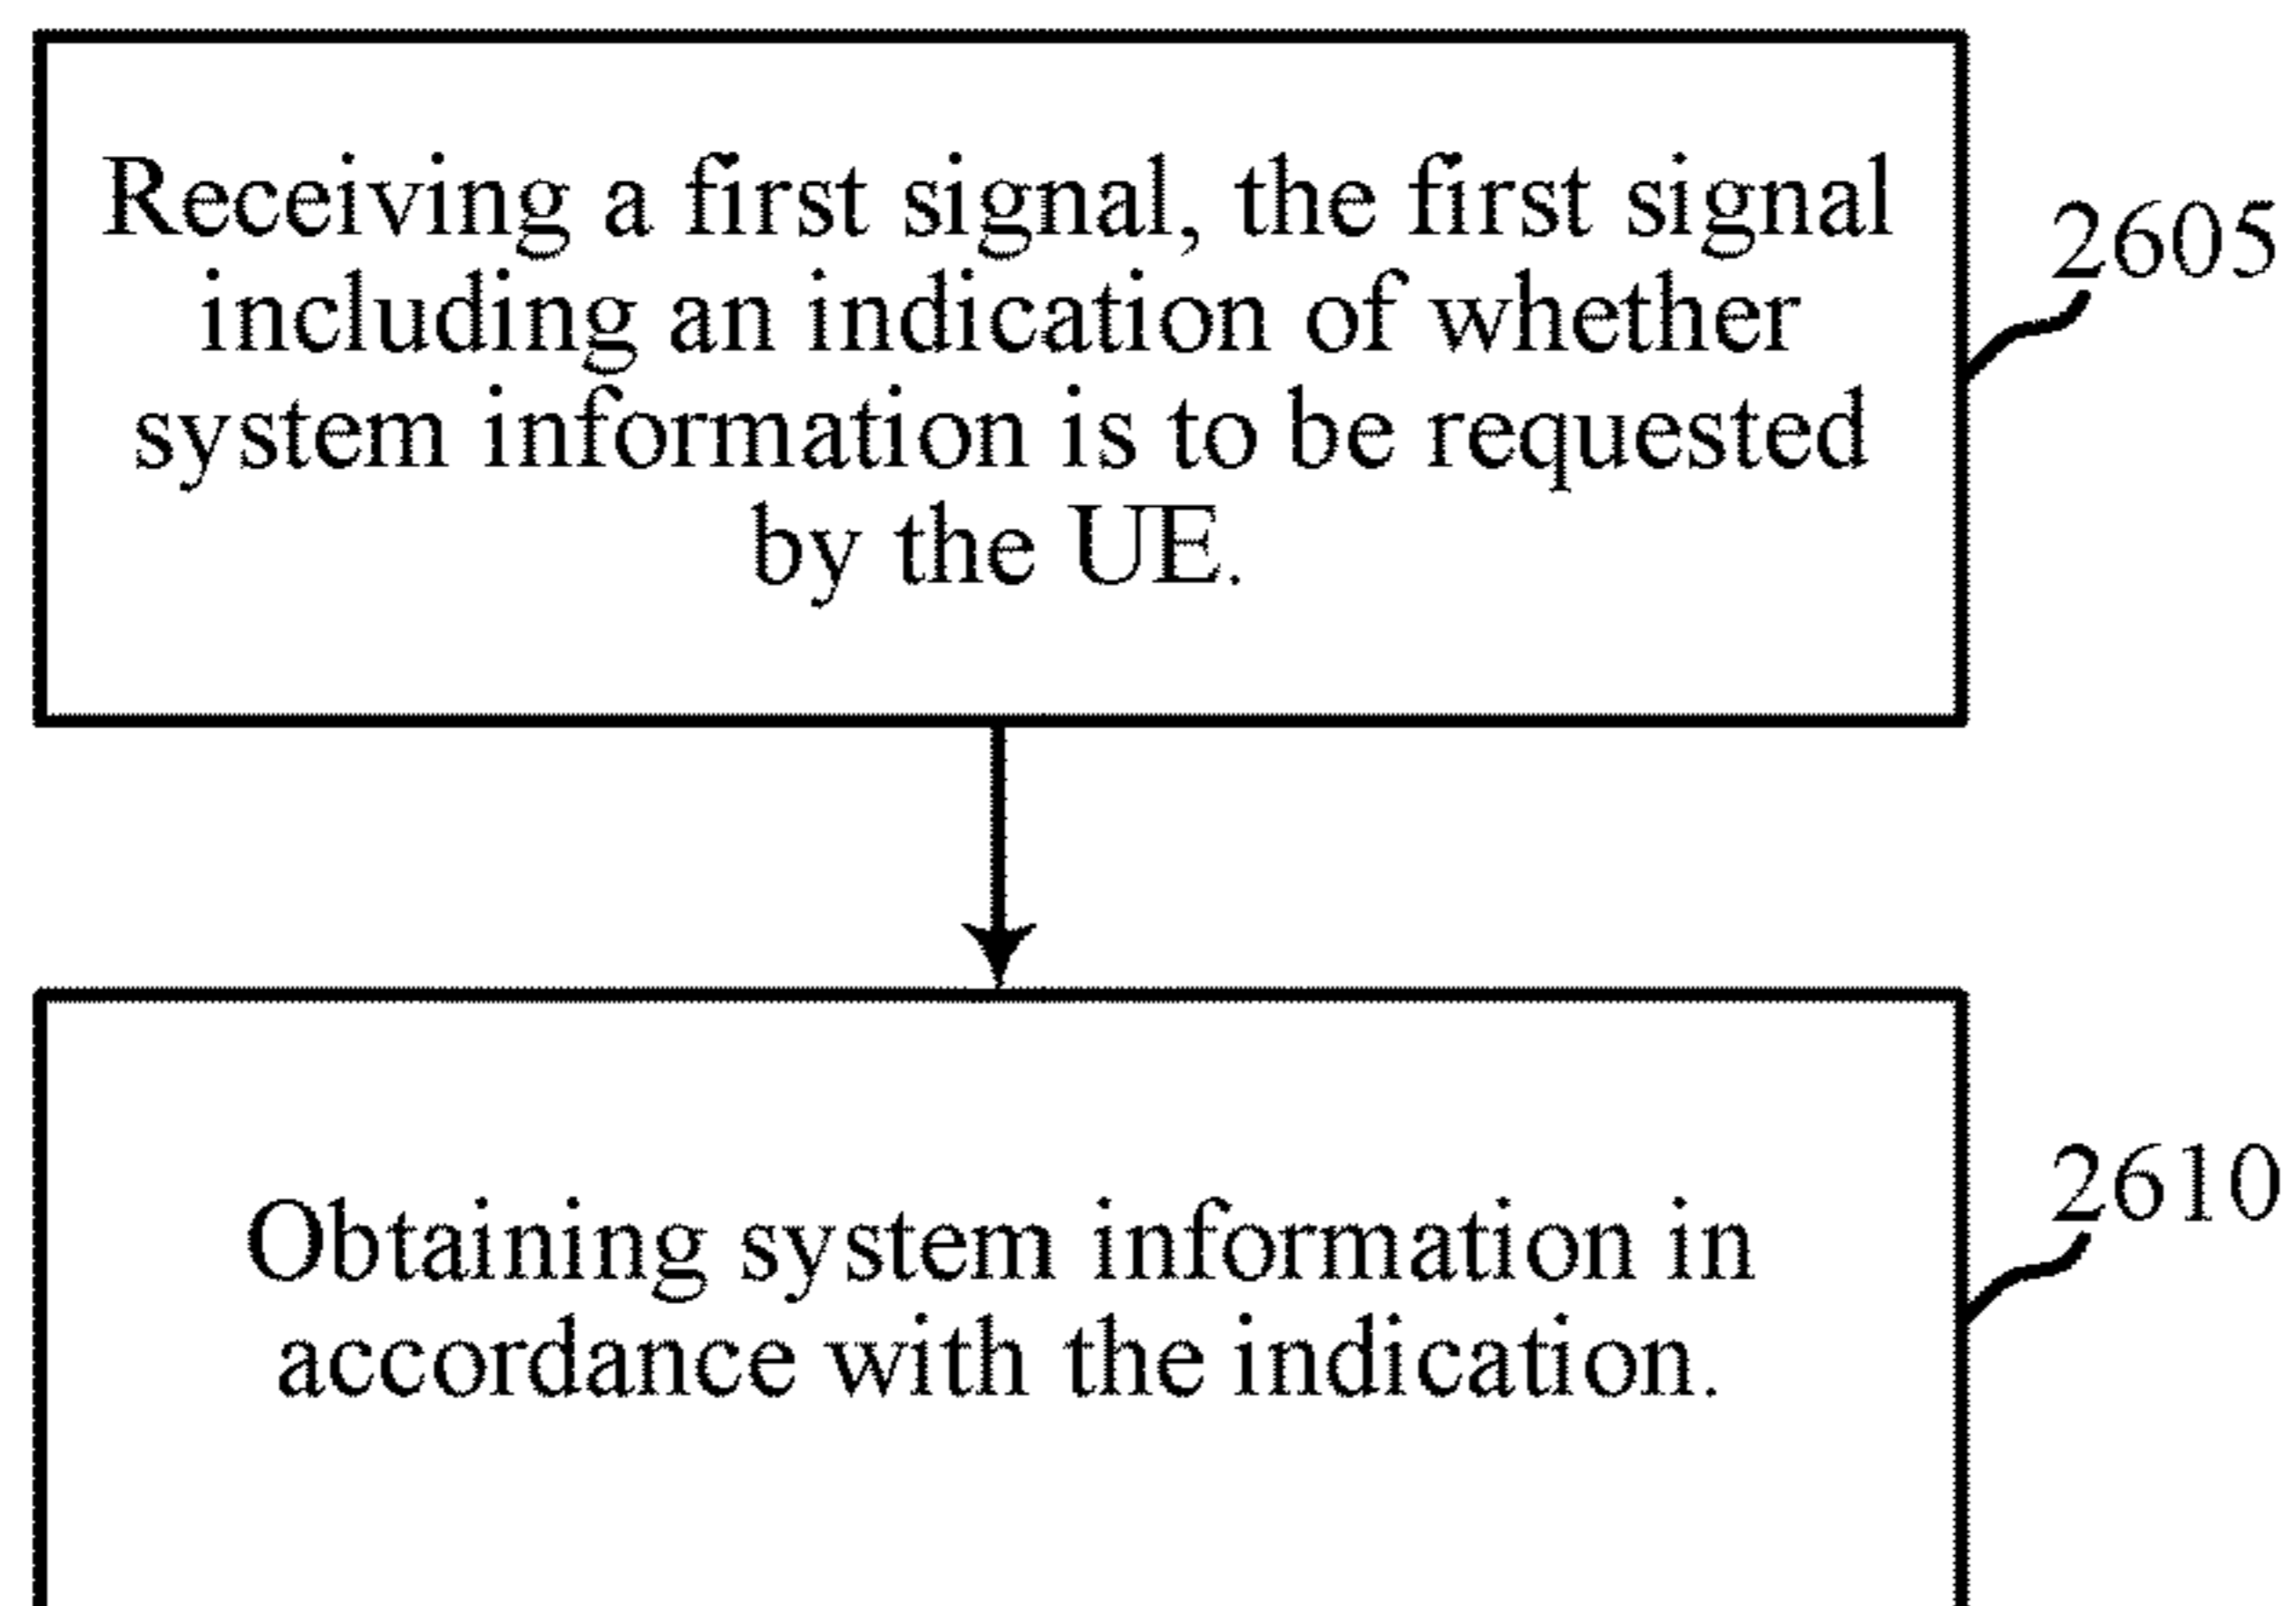 Receiving a first signal, the first signal
including an indication of whether
system information is to be requested
by the UE.
2605
Obtaining system information in
accordance with the indication.
2610